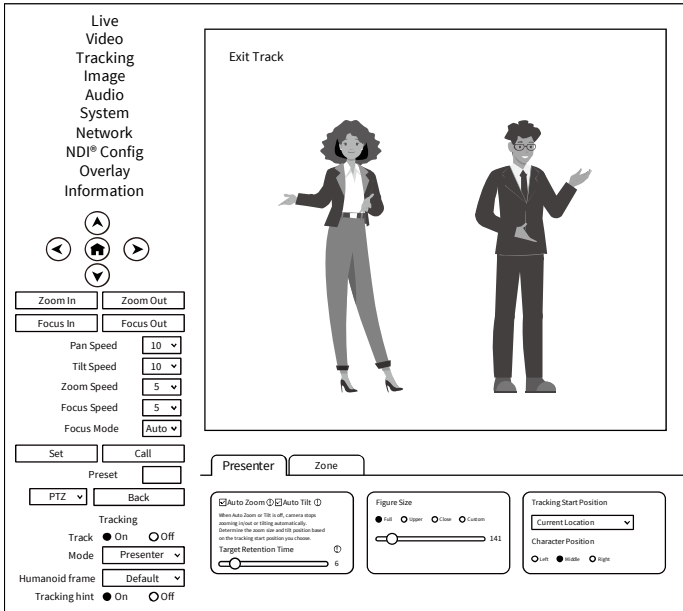 Live
Video
Tracking
Image
Audio
System
Network
NDI® Config
Overlay
Information
Zoom In
Zoom Out
Focus In
Focus Out
Pan Speed 10
Tilt Speed 10
Zoom Speed 5
Focus Speed 5
Focus Mode Auto
Set
Call
Preset
PTZ
Back
Tracking
Track On Off
Mode Presenter
Humanoid frame Default
Tracking hint On Off
Exit Track
Presenter
Zone
Auto Zoom Auto Tilt
When Auto Zoom or Tilt is off, camera stops
zooming in/out or tilting automatically.
Determine the zoom size and tilt position based
on the tracking start position you choose.
Target Retention Time
6
Figure Size
Full Upper Close Custom
141
Tracking Start Position
Current Location
Character Position
Left Middle Right